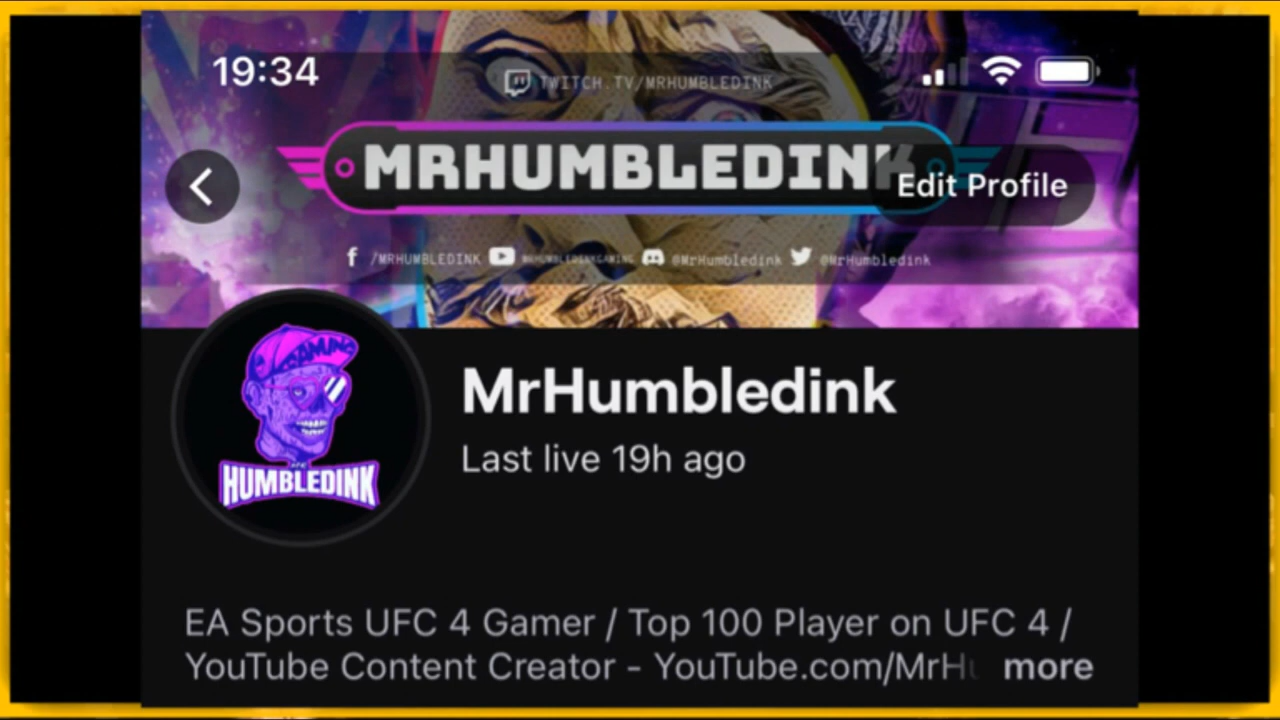 19:34
TWITCH.TV/MRHUMBLEDINK
MRHUMBLEDINK
Edit Profile
/MRHUMBLEDINK MRHUMBLEDINKGAMING @MrHumbledink @MrHumbledink
GAMING
HUMBLEDINK
MrHumbledink
Last live 19h ago
EA Sports UFC 4 Gamer / Top 100 Player on UFC 4 /
YouTube Content Creator - YouTube.com/MrHu more